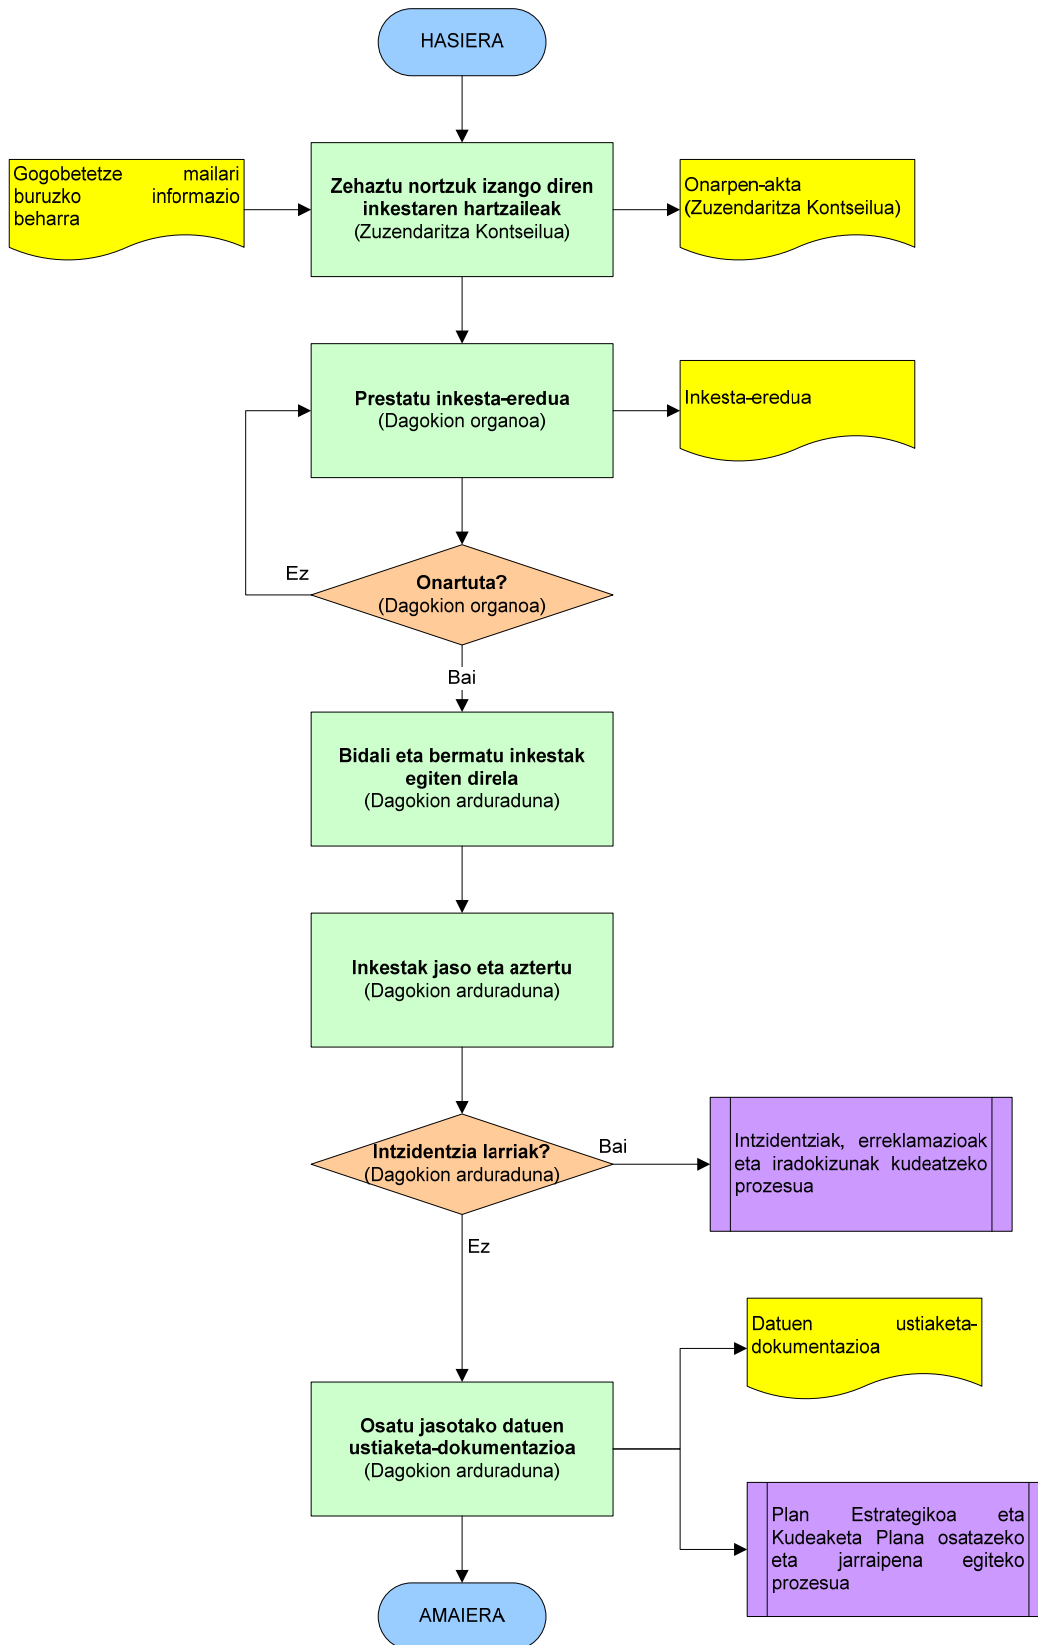 HASIERA
Gogobetetze mailari
buruzko informazio
beharra
Zehaztu nortzuk izango diren
inkestaren hartzaileak
(Zuzendaritza Kontseilua)
Onarpen-akta
(Zuzendaritza Kontseilua)
Prestatu inkesta-eredua
(Dagokion organoa)
Inkesta-eredua
Ez
Onartuta?
(Dagokion organoa)
Bai
Bidali eta bermatu inkestak
egiten direla
(Dagokion arduraduna)
Inkestak jaso eta aztertu
(Dagokion arduraduna)
Intzidentzia larriak?
(Dagokion arduraduna)
Bai
Intzidentziak, erreklamazioak
eta iradokizunak kudeatzeko
prozesua
Ez
Datuen ustiaketa-
dokumentazioa
Osatu jasotako datuen
ustiaketa-dokumentazioa
(Dagokion arduraduna)
Plan Estrategikoa eta
Kudeaketa Plana osatazeko
eta jarraipena egiteko
prozesua
AMAIERA